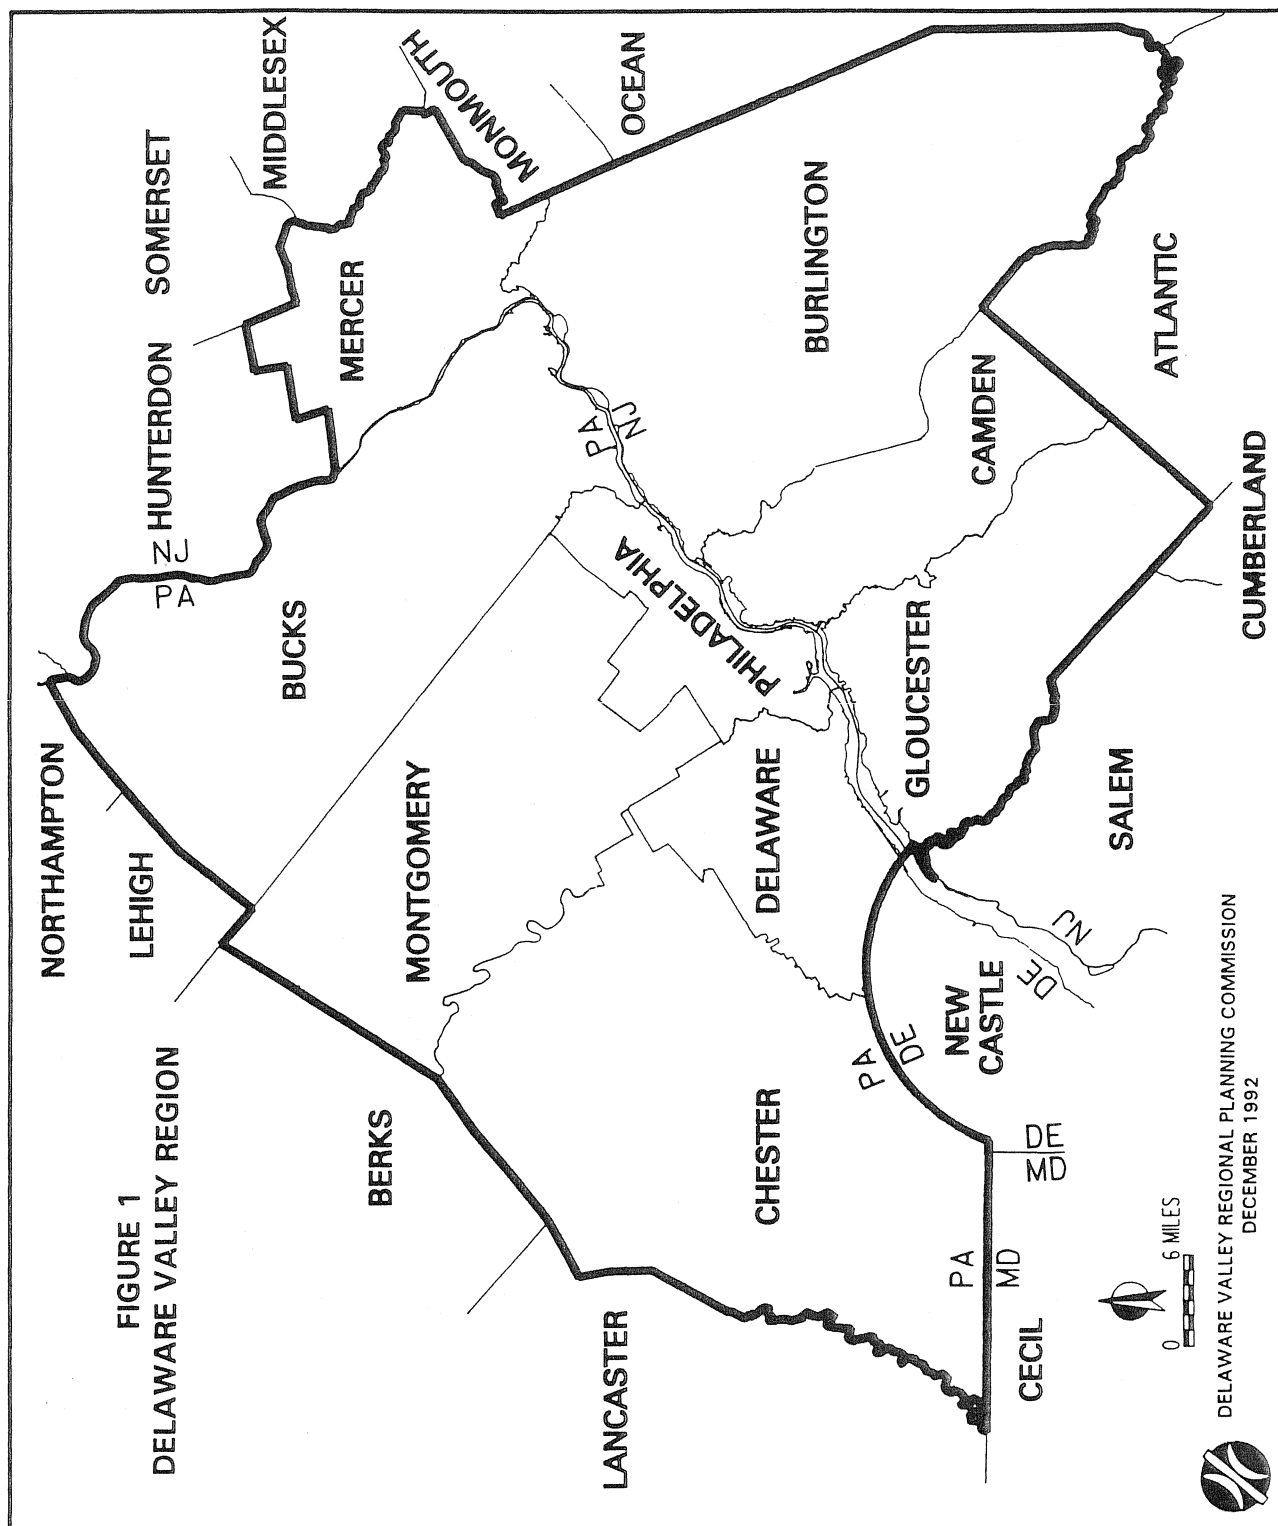 FIGURE 1
DELAWARE VALLEY REGION
NORTHAMPTON
LEHIGH
BERKS
LANCASTER
HUNTERDON
SOMERSET
MIDDLESEX
MONMOUTH
OCEAN
NJ
PA
BUCKS
MERCER
MONTGOMERY
PA
NJ
PHILADELPHIA
BURLINGTON
CHESTER
DELAWARE
CAMDEN
GLOUCESTER
ATLANTIC
PA
DE
NEW
CASTLE
DE
NJ
SALEM
CUMBERLAND
PA
MD
DE
MD
CECIL
0 6 MILES
DELAWARE VALLEY REGIONAL PLANNING COMMISSION
DECEMBER 1992